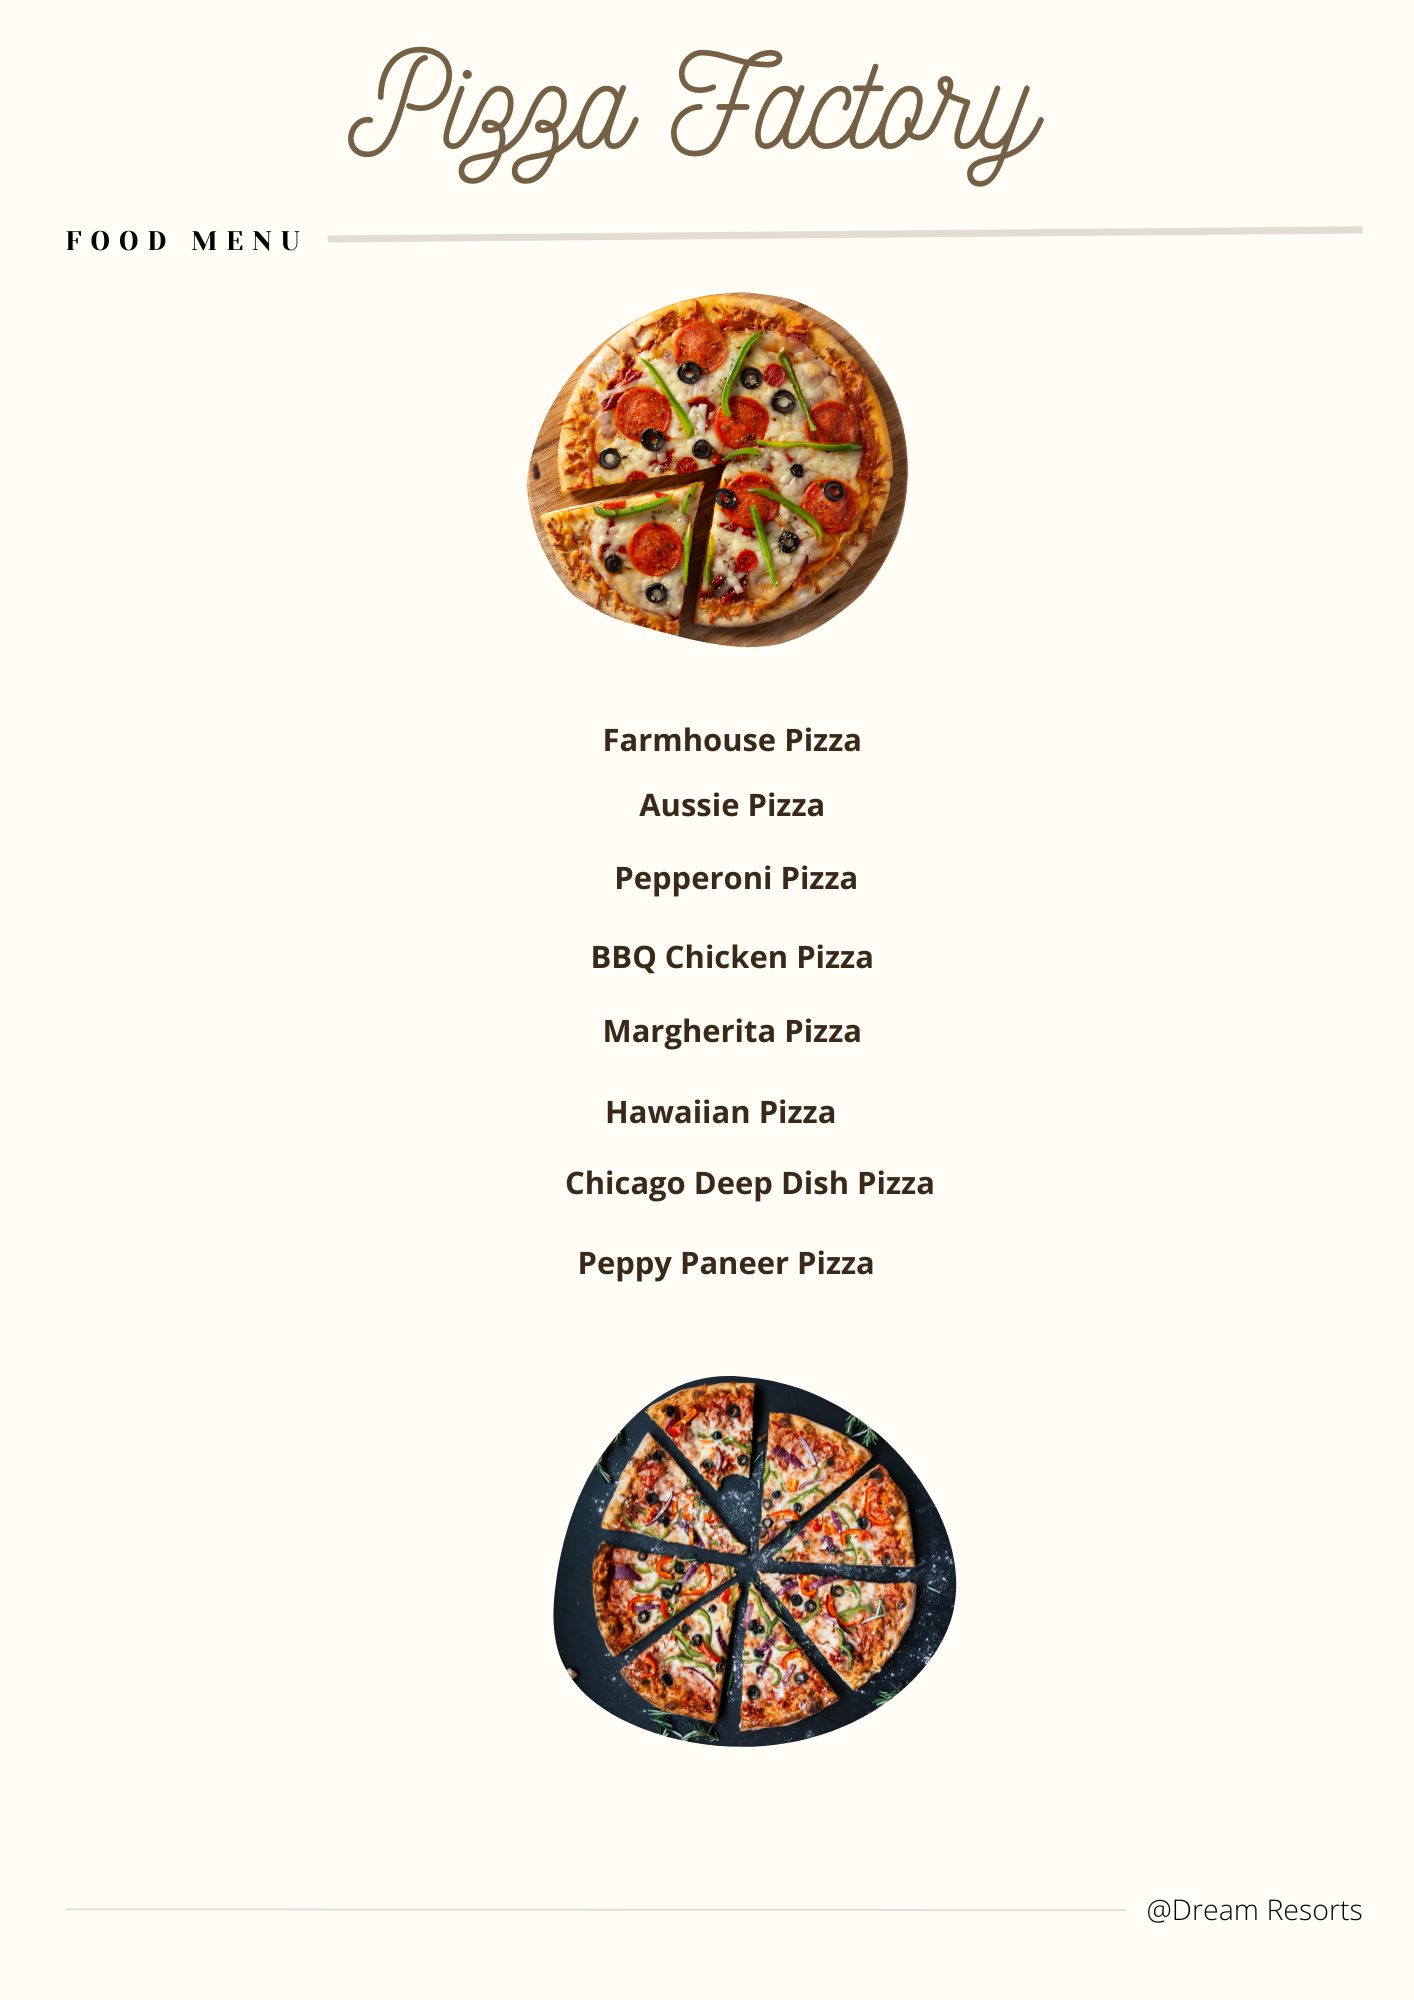 Pizza Factory
FOOD MENU
Farmhouse Pizza
Aussie Pizza
Pepperoni Pizza
BBQ Chicken Pizza
Margherita Pizza
Hawaiian Pizza
Chicago Deep Dish Pizza
Peppy Paneer Pizza
@Dream Resorts